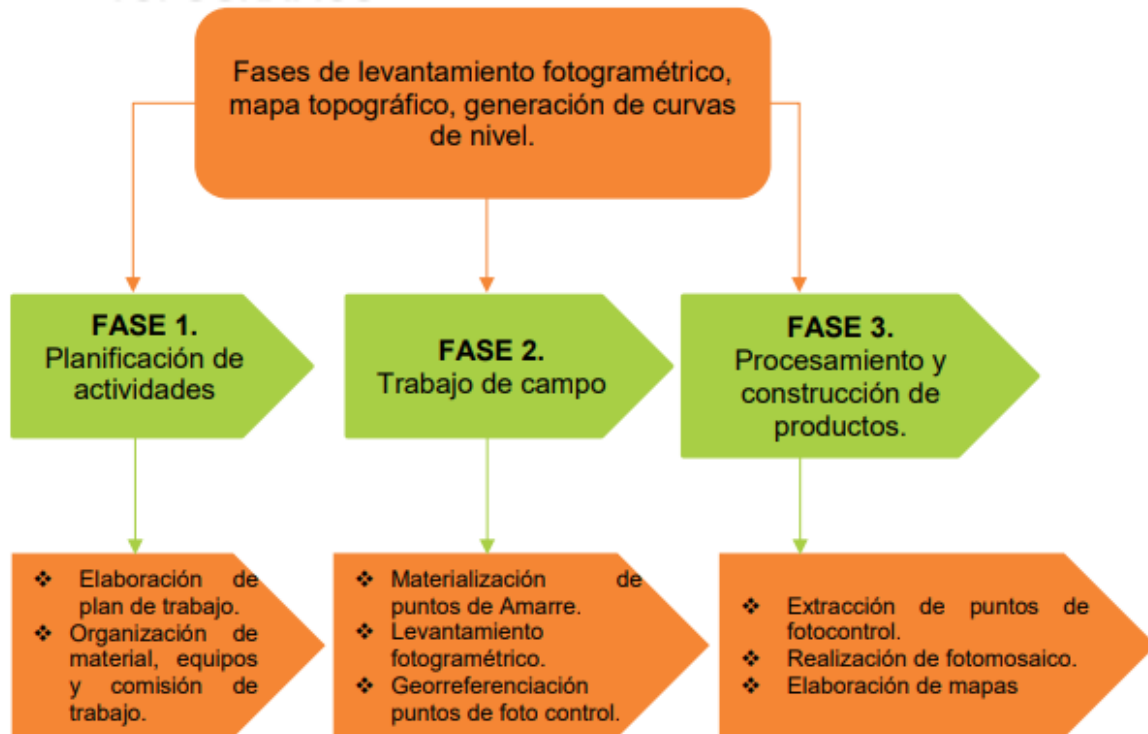 Fases de levantamiento fotogramétrico,
mapa topográfico, generación de curvas
de nivel.
FASE 1.
Planificación de
actividades
FASE 2.
Trabajo de campo
FASE 3.
Procesamiento y
construcción de
productos.
❖ Elaboración de
plan de trabajo.
❖ Organización de
material, equipos
y comisión de
trabajo.
❖ Materialización de
puntos de Amarre.
❖ Levantamiento
fotogramétrico.
❖ Georreferenciación
puntos de foto control.
❖ Extracción de puntos de
fotocontrol.
❖ Realización de fotomosaico.
❖ Elaboración de mapas